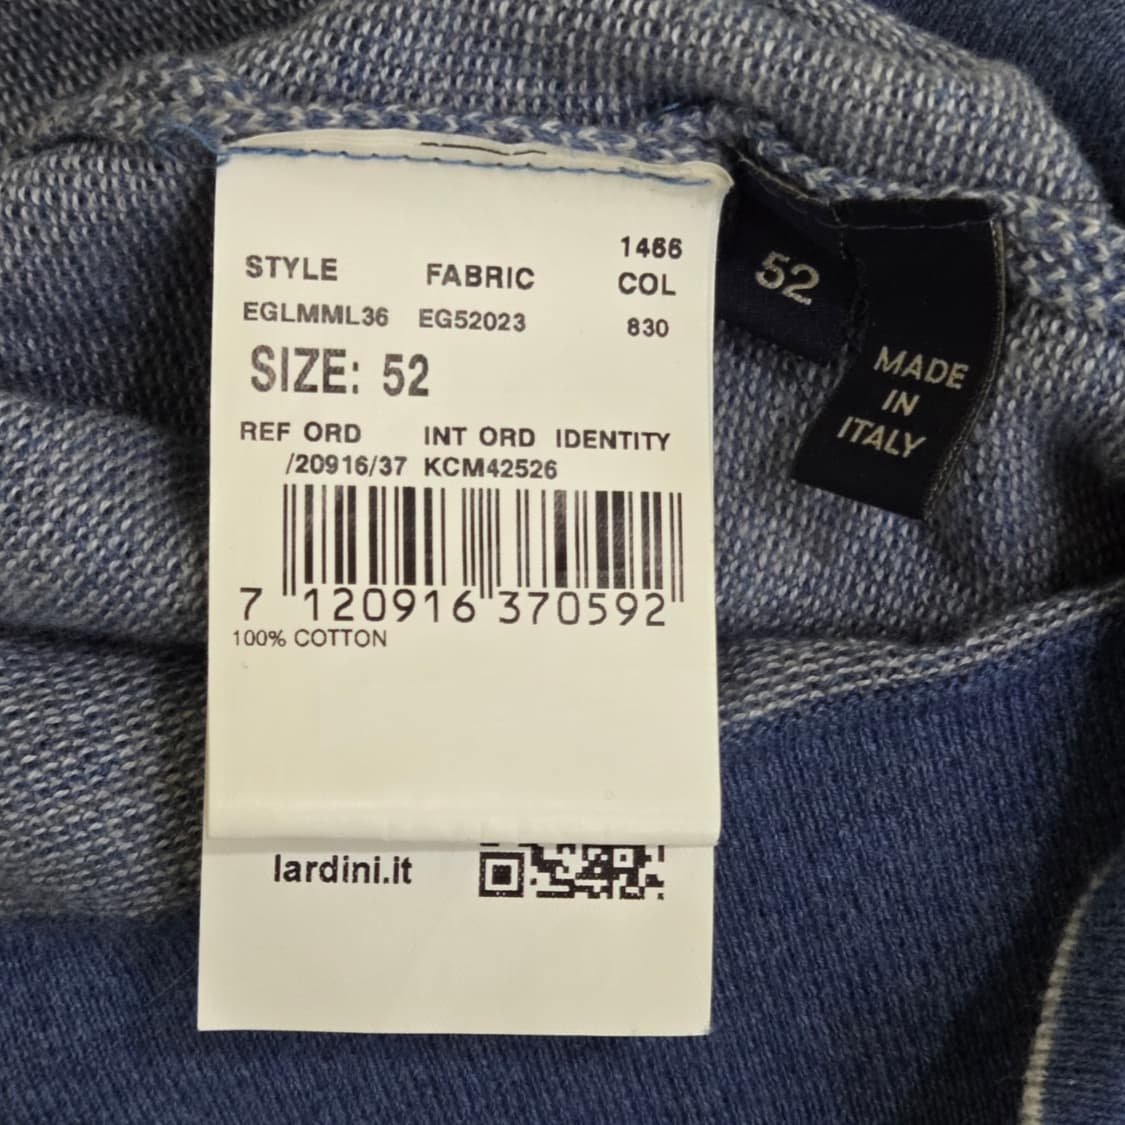 1466
STYLE FABRIC COL
EGLMML36 EG52023 830
SIZE: 52
REF ORD INT ORD IDENTITY
/20916/37 KCM42526
7 120916 370592
100% COTTON
lardini.it
52
MADE
IN
ITALY